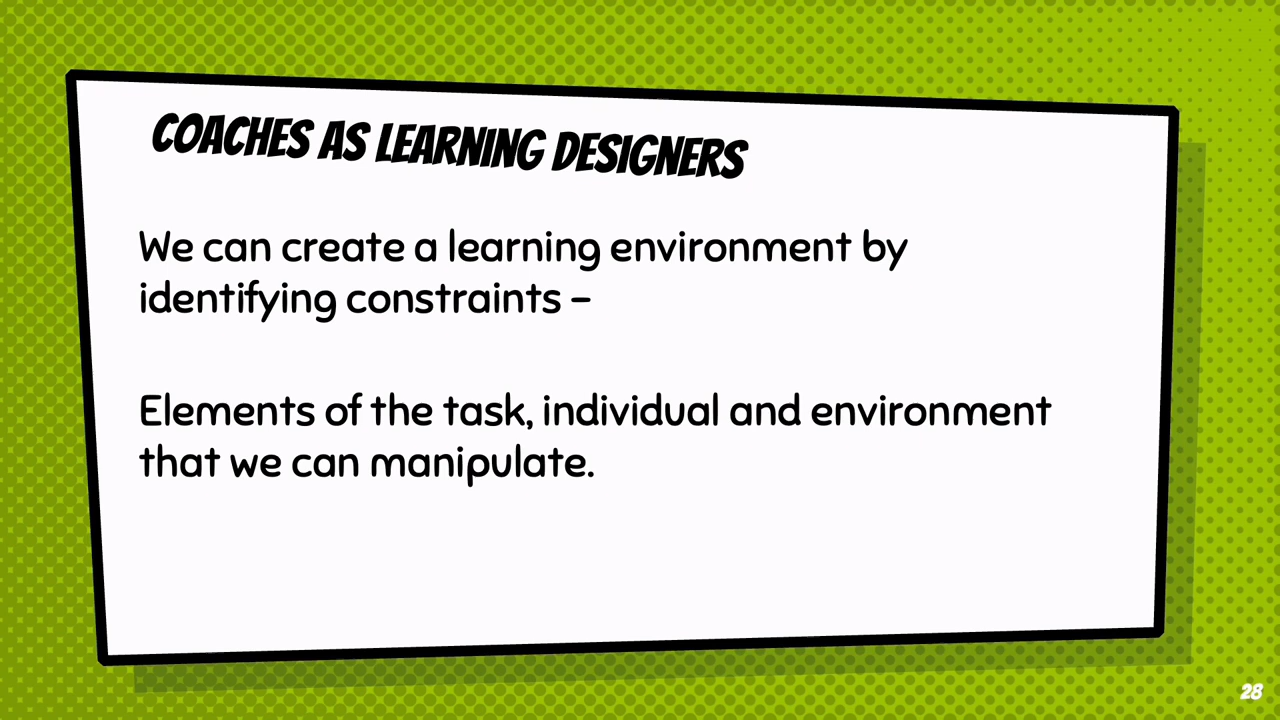 COACHES AS LEARNING DESIGNERS
We can create a learning environment by
identifying constraints –
Elements of the task, individual and environment
that we can manipulate.
28